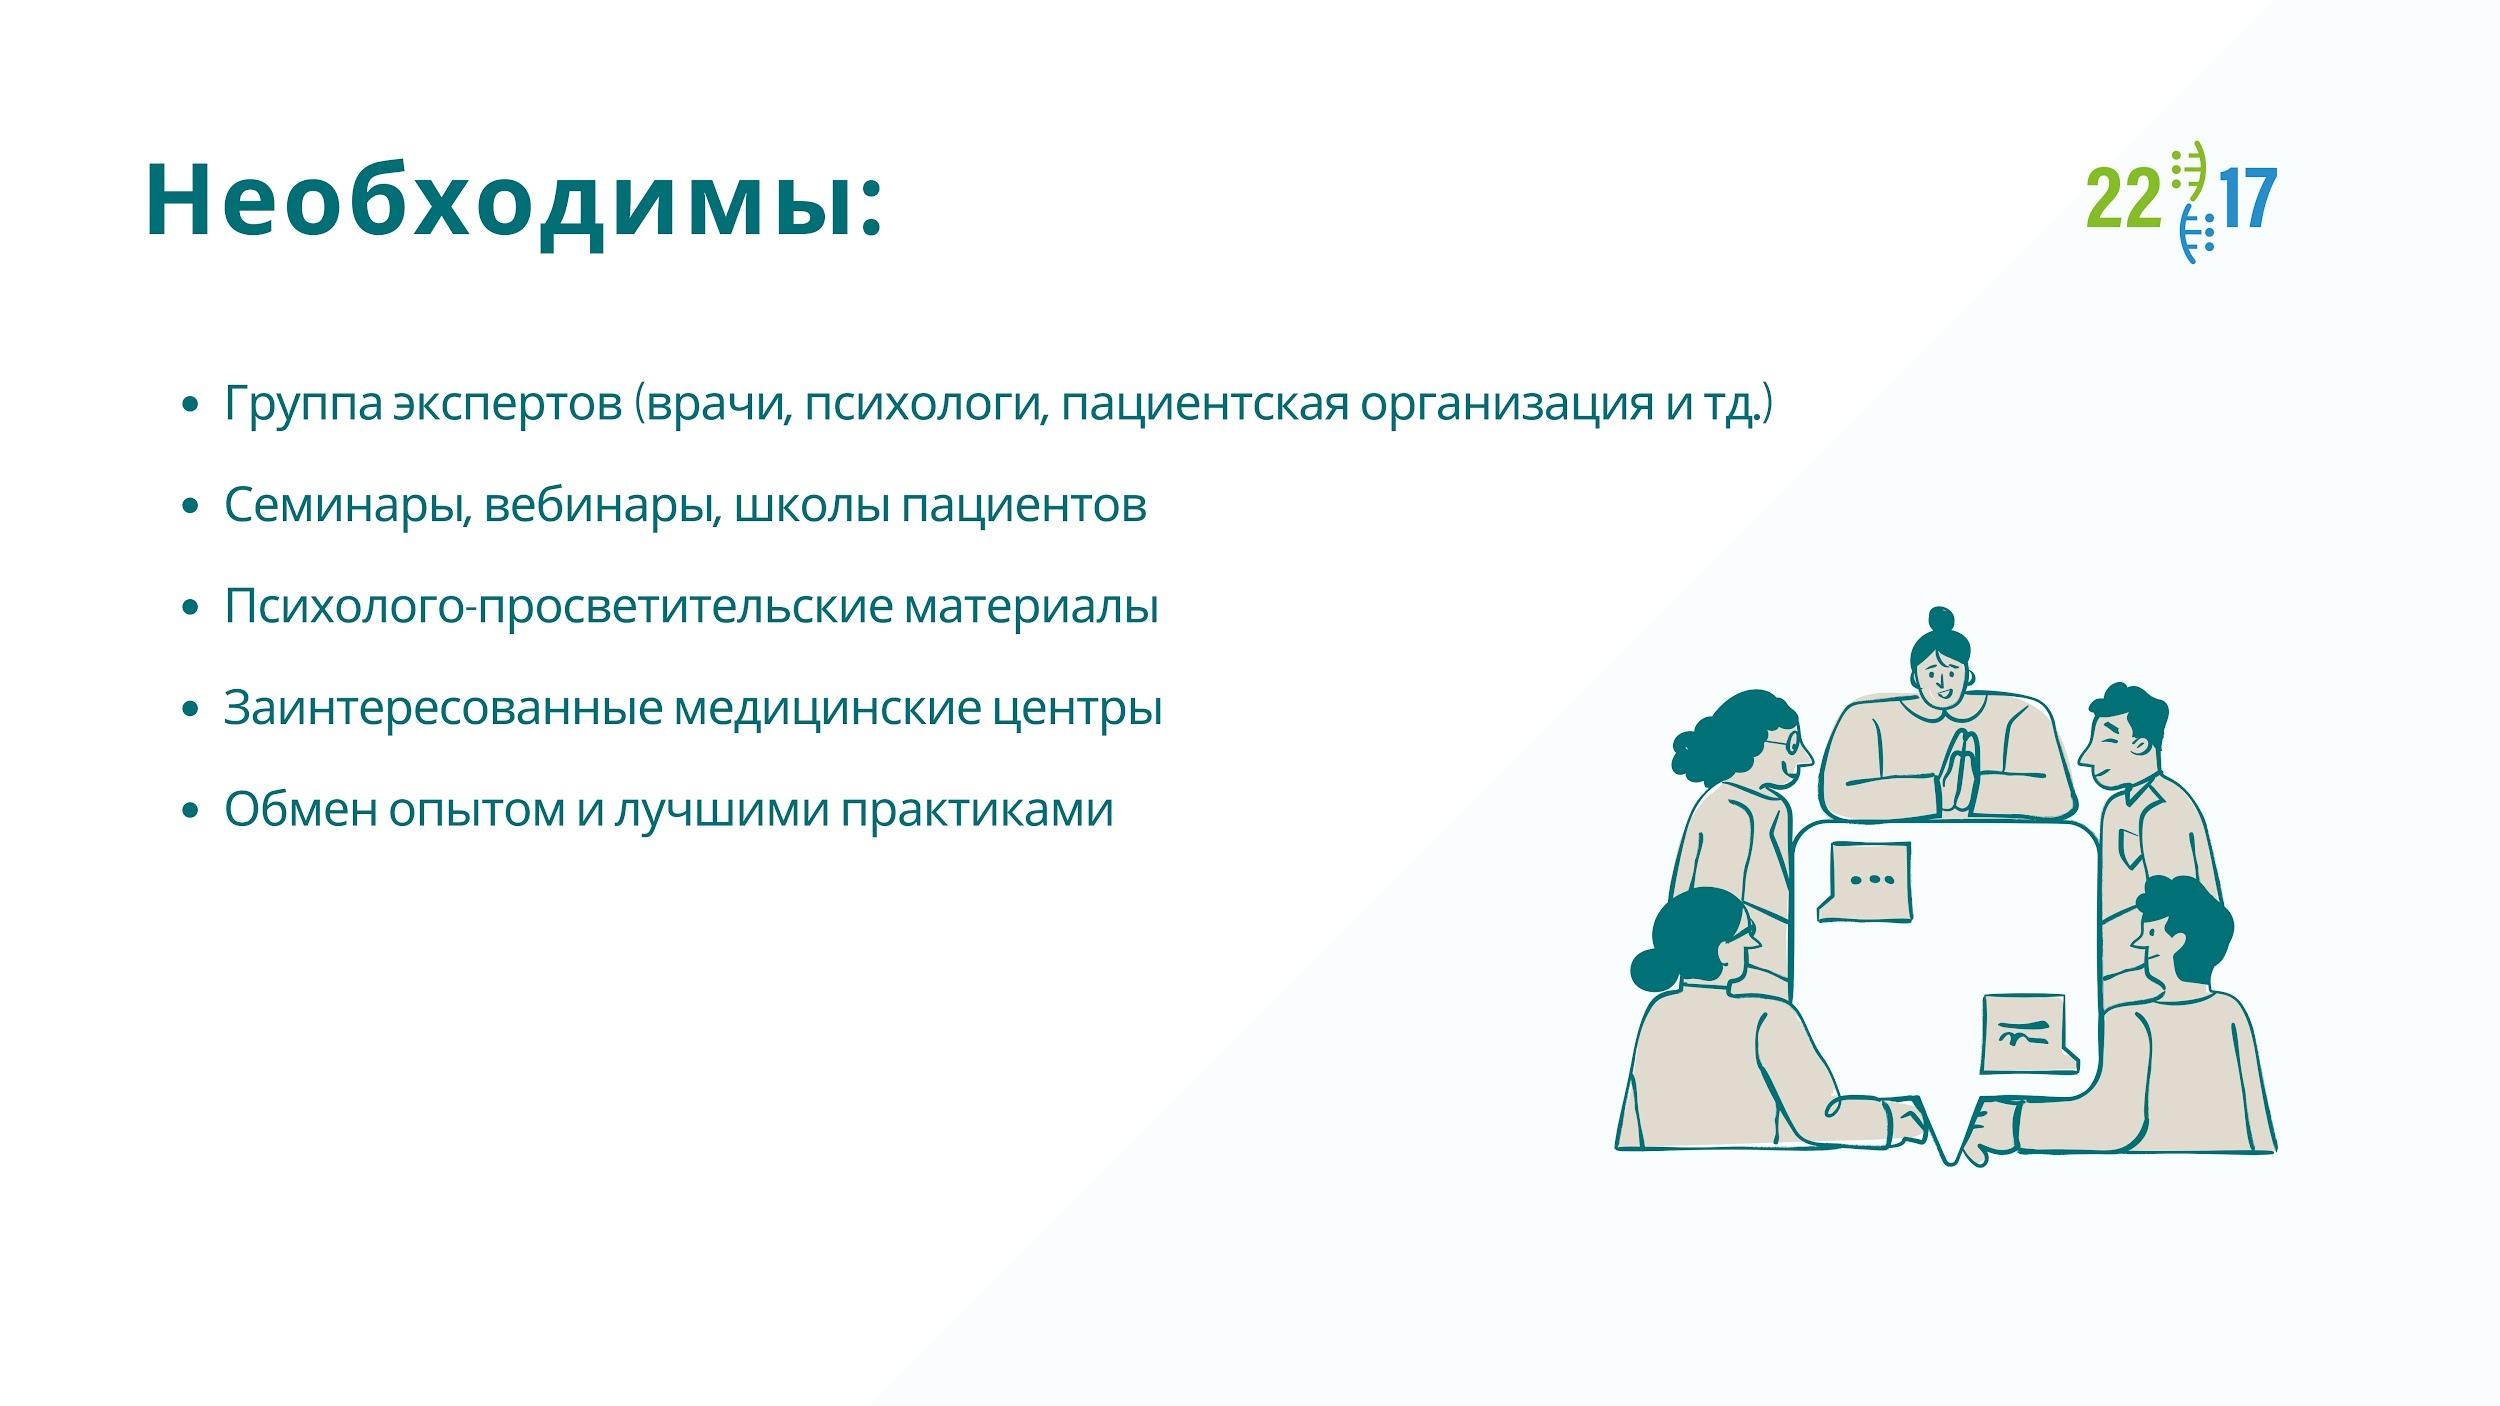 Необходимы:
22 17
• Группа экспертов (врачи, психологи, пациентская организация и тд.)
• Семинары, вебинары, школы пациентов
• Психолого-просветительские материалы
• Заинтересованные медицинские центры
• Обмен опытом и лучшими практиками